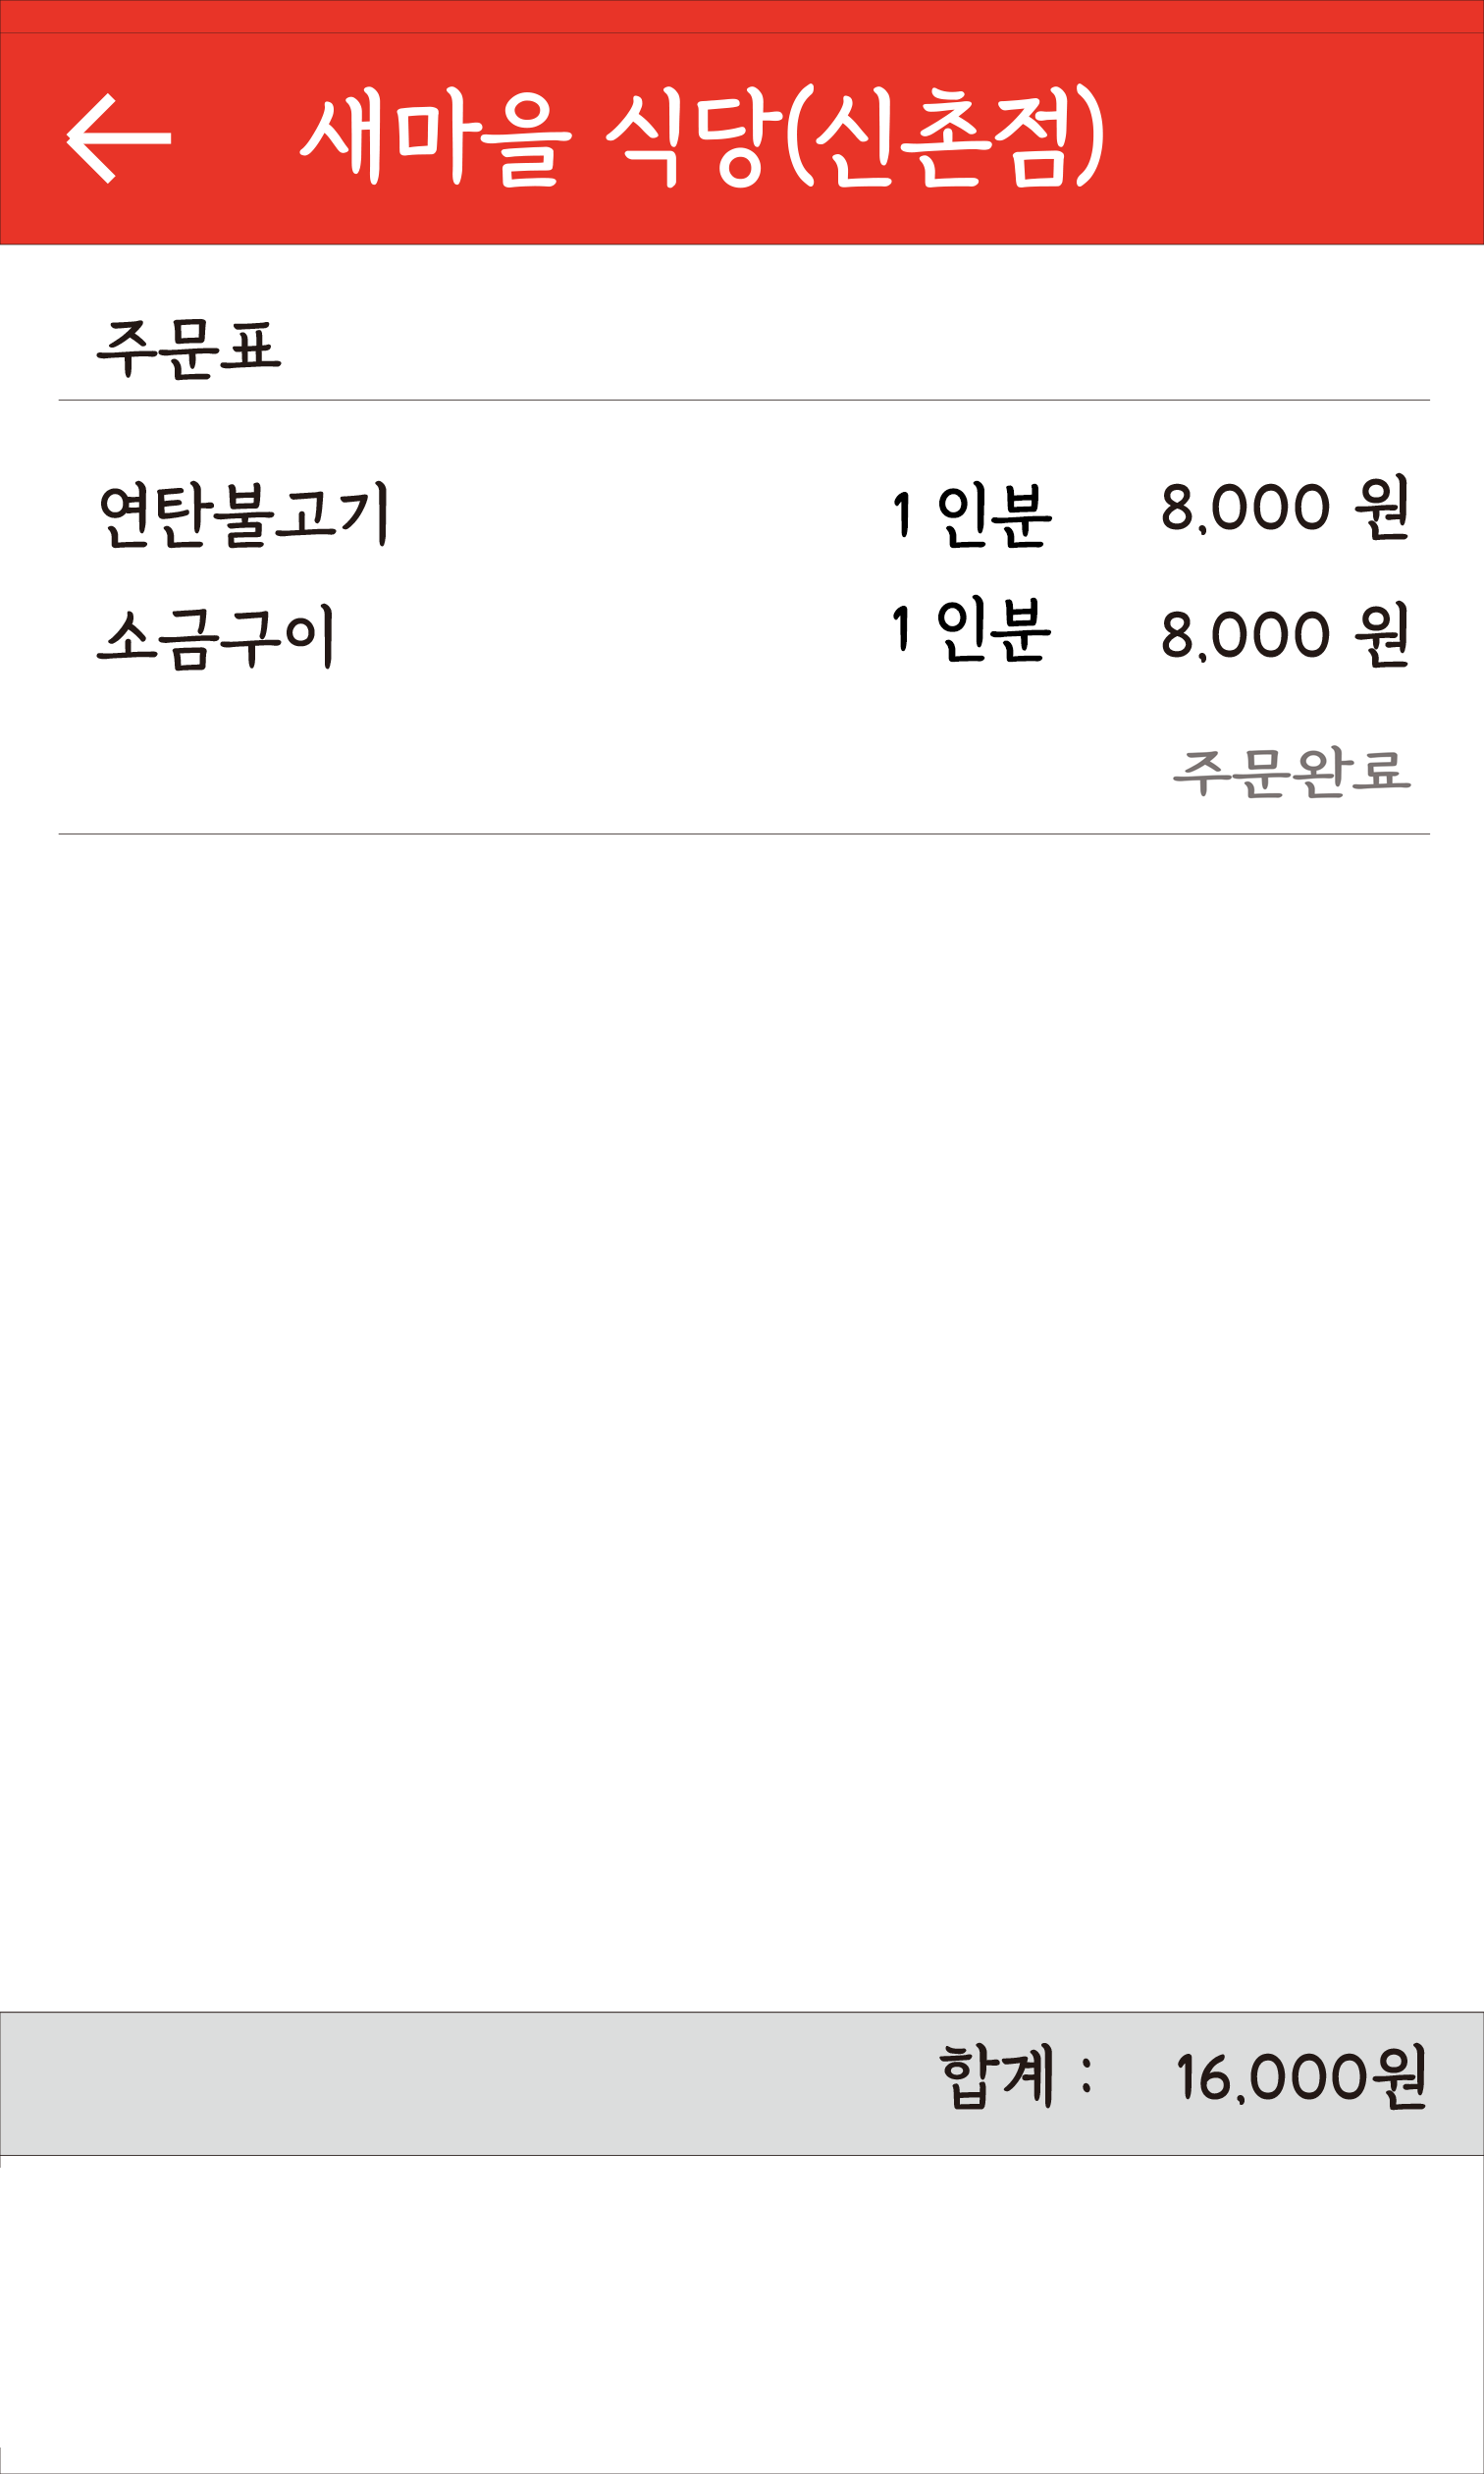 새마을 식당(신촌점)
주문표
연탄불고기 1 인분 8,000 원
소금구이 1 인분 8,000 원
주문완료
합계 : 16,000원